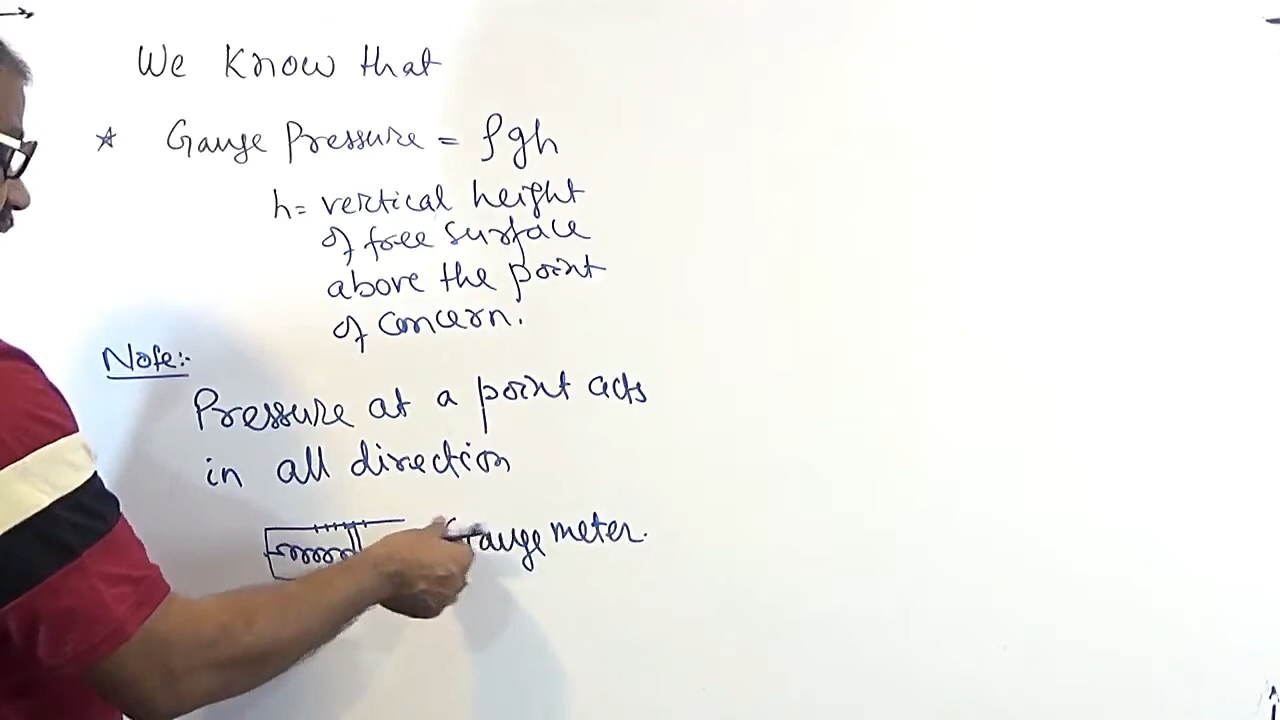 We Know that
* Gauge Pressure = ρgh
h = vertical height
of free surface
above the point
of concern.
Note:-
Pressure at a point acts
in all direction
Gauge meter.